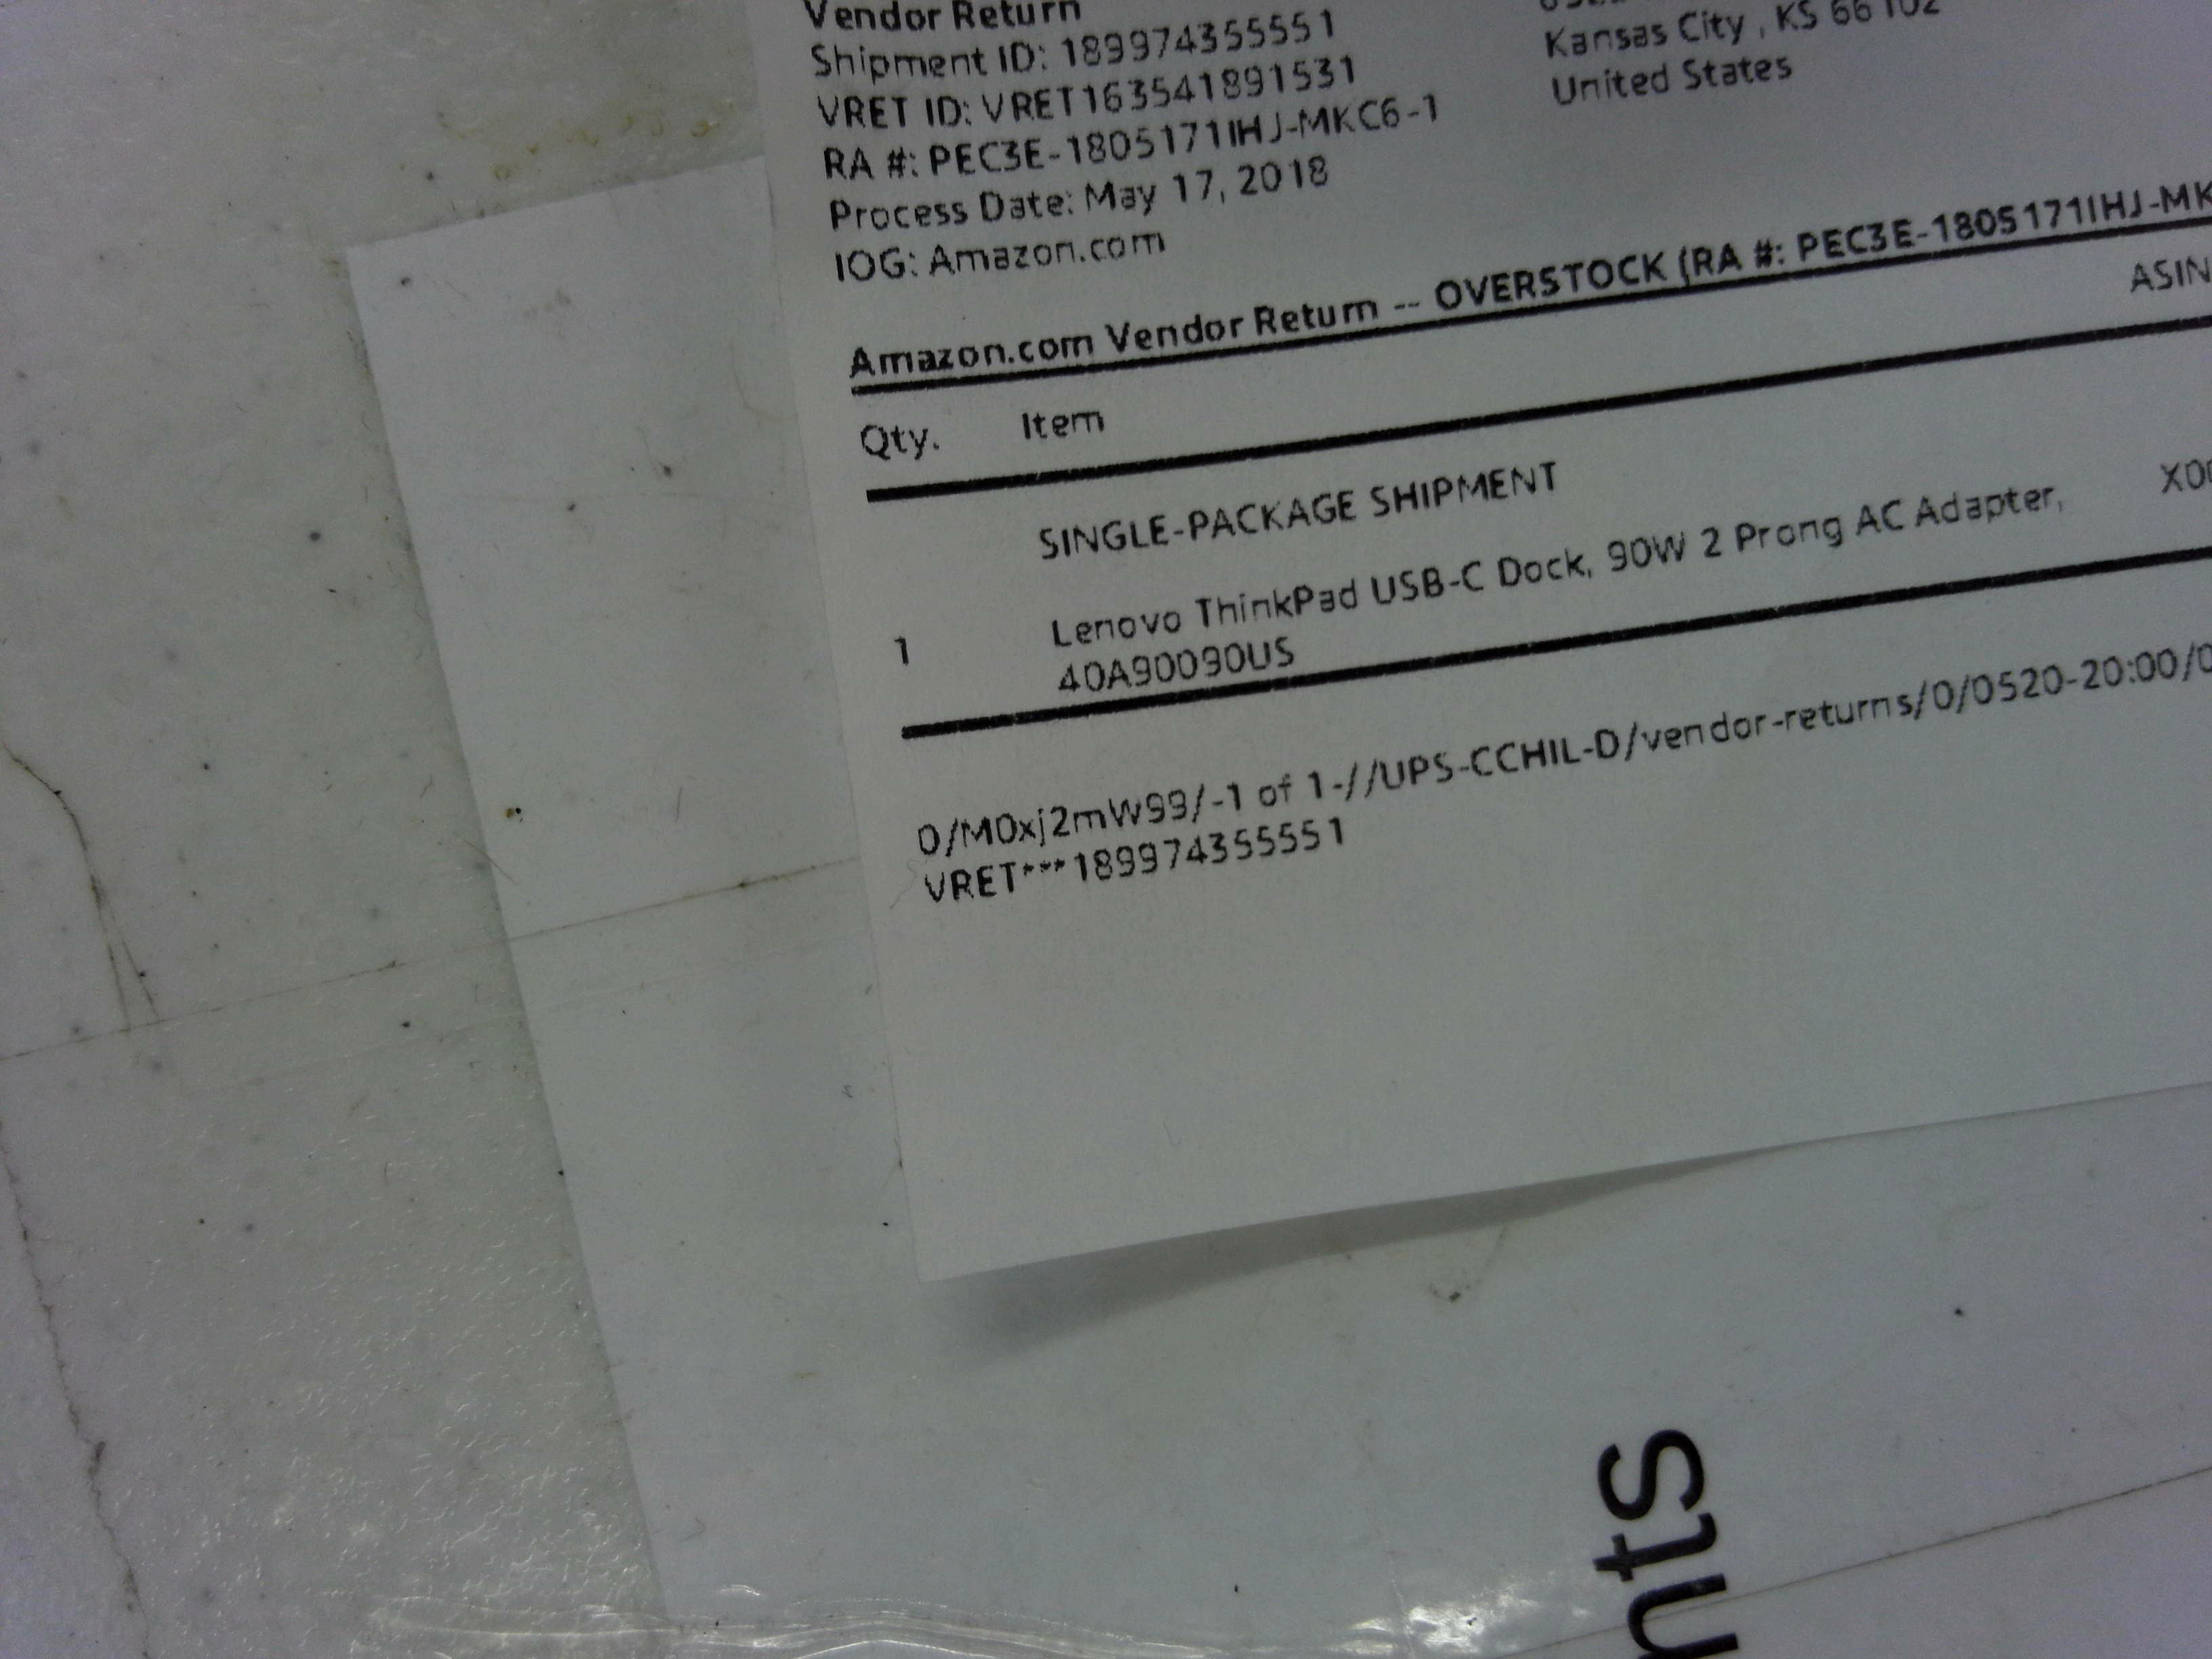 Vendor Return
Shipment ID: 189974355551
VRET ID: VRET163541891531
RA #: PEC3E-1805171IHJ-MKC6-1
Process Date: May 17, 2018
IOG: Amazon.com
Kansas City , KS 66102
United States
Amazon.com Vendor Return -- OVERSTOCK (RA #: PEC3E-1805171IHJ-MK
Qty. Item ASIN
SINGLE-PACKAGE SHIPMENT
1 Lenovo ThinkPad USB-C Dock, 90W 2 Prong AC Adapter, X00
40A90090US
0/M0xj2mW99/-1 of 1-//UPS-CCHIL-D/vendor-returns/0/0520-20:00/0
VRET***189974355551
nts